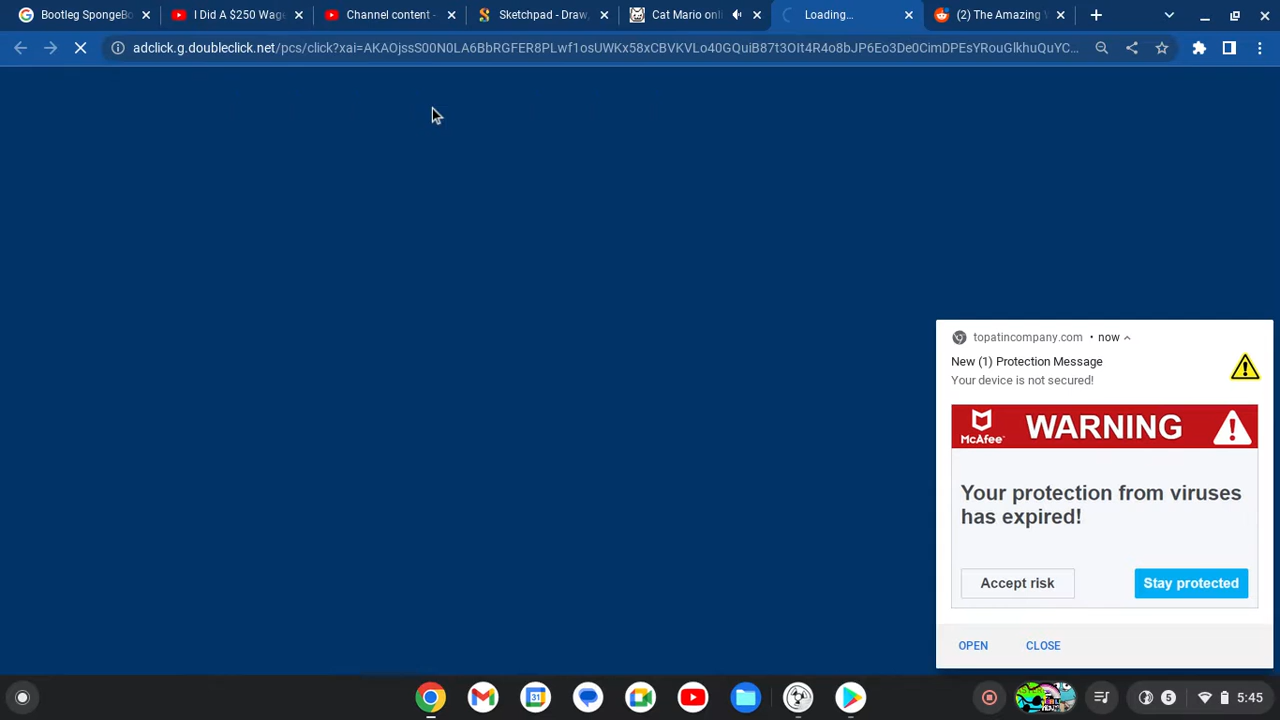 Bootleg SpongeBo
I Did A $250 Wage
Channel content -
Sketchpad - Draw,
Cat Mario onl
Loading...
(2) The Amazing
adclick.g.doubleclick.net/pcs/click?xai=AKAOjssS00N0LA6BbRGFER8PLwf1osUWKx58xCBVKVLo40GQuiB87t3OIt4R4o8bJP6Eo3De0CimDPEsYRouGlkhuQuYC...
topatincompany.com • now
New (1) Protection Message
Your device is not secured!
McAfee
WARNING
Your protection from viruses
has expired!
Accept risk
Stay protected
OPEN
CLOSE
31
5
5:45